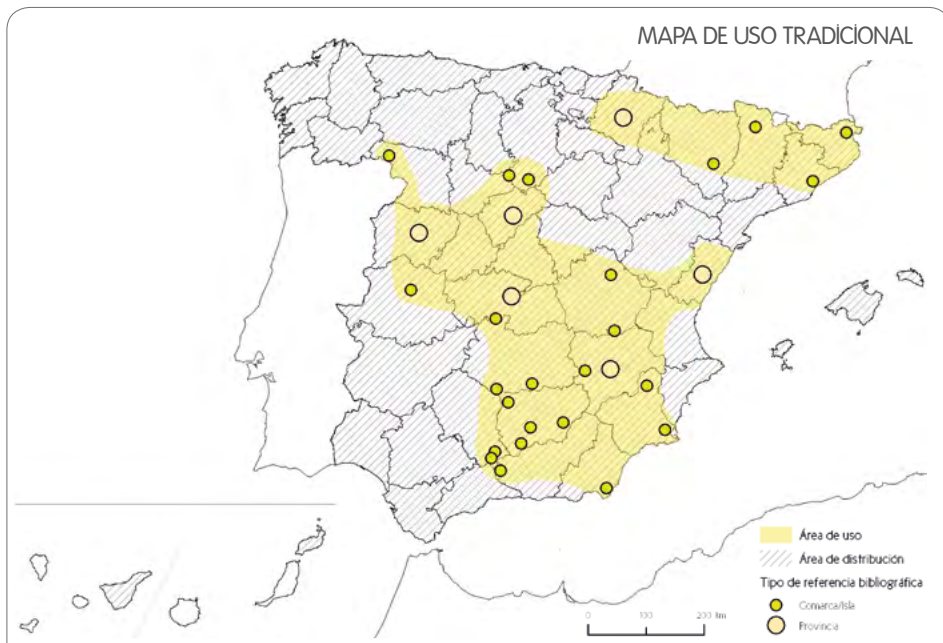 MAPA DE USO TRADICIONAL
Área de uso
Área de distribución
Tipo de referencia bibliográfica
Comarca/Isla
Provincia
0 100 200 Km